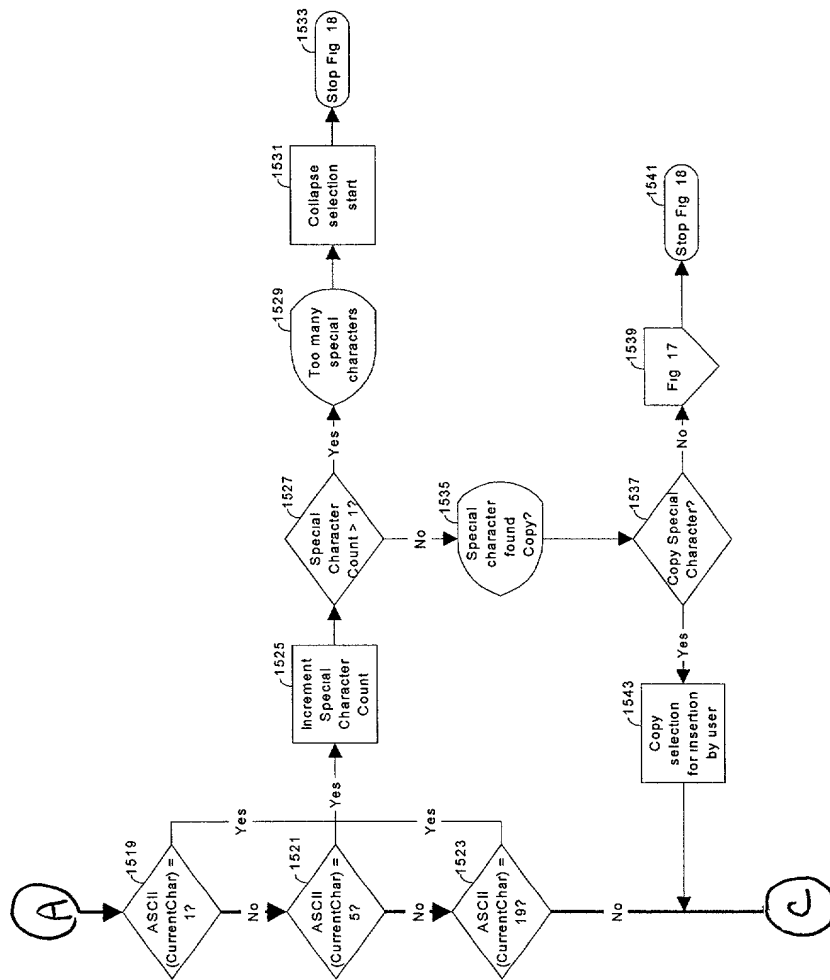 A
1519
ASCII
(CurrentChar) =
1?
Yes
No
1521
ASCII
(CurrentChar) =
5?
Yes
No
1523
ASCII
(CurrentChar) =
19?
Yes
No
1525
Increment
Special
Character
Count
1527
Special
Character
Count > 1?
Yes
No
1529
Too many
special
characters
1531
Collapse
selection
start
1533
Stop Fig 18
1535
Special
character
found
Copy?
1537
Copy Special
Character?
No
Yes
1539
Fig 17
1541
Stop Fig 18
1543
Copy
selection
for insertion
by user
C